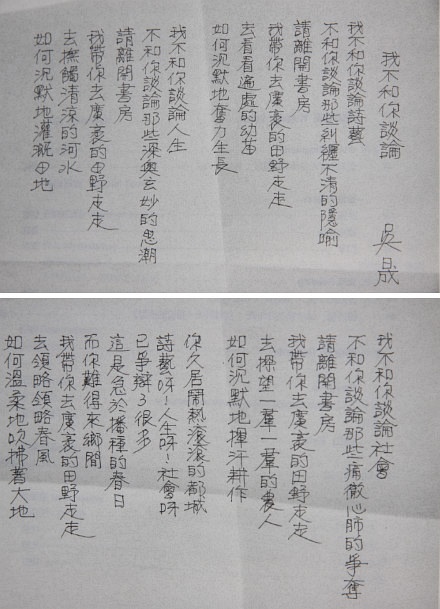 我不和你談論
吳晟
我不和你談論詩藝
不和你談論那些糾纏不清的隱喻
請離開書房
我帶你去廣袤的田野走走
去看看遍處的幼苗
如何沉默地奮力生長
我不和你談論人生
不和你談論那些深奧玄妙的思潮
請離開書房
我帶你去廣袤的田野走走
去撫觸清涼的河水
如何沉默地灌溉田地
我不和你談論社會
不和你談論那些痛徹心肺的爭奪
請離開書房
我帶你去廣袤的田野走走
去探望一羣一羣的農人
如何沉默地揮汗耕作
你久居鬧熱滾滾的都城
詩藝呀!人生呀!社會呀
已爭辯了很多
這是急於播種的春日
而你難得來鄉間
我帶你去廣袤的田野走走
去領略領略春風
如何溫柔地吹拂著大地